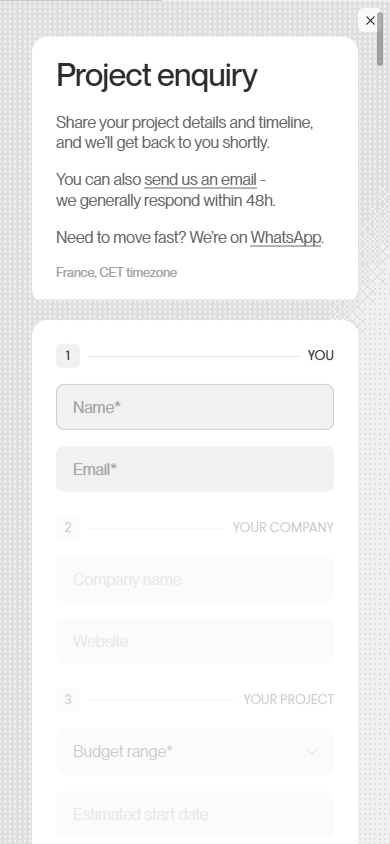 Project enquiry
Share your project details and timeline,
and we'll get back to you shortly.
You can also send us an email -
we generally respond within 48h.
Need to move fast? We're on WhatsApp.
France, CET timezone
1 YOU
Name*
Email*
2 YOUR COMPANY
Company name
Website
3 YOUR PROJECT
Budget range*
Estimated start date